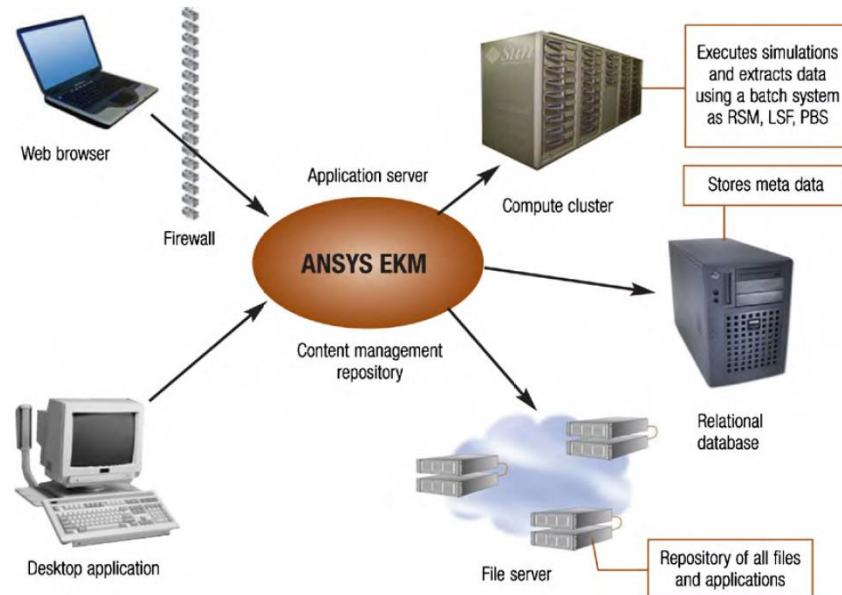 Sun
Executes simulations
and extracts data
using a batch system
as RSM, LSF, PBS
Web browser
Application server
Compute cluster
Stores meta data
Firewall
ANSYS EKM
Content management
repository
Relational
database
Desktop application
File server
Repository of all files
and applications